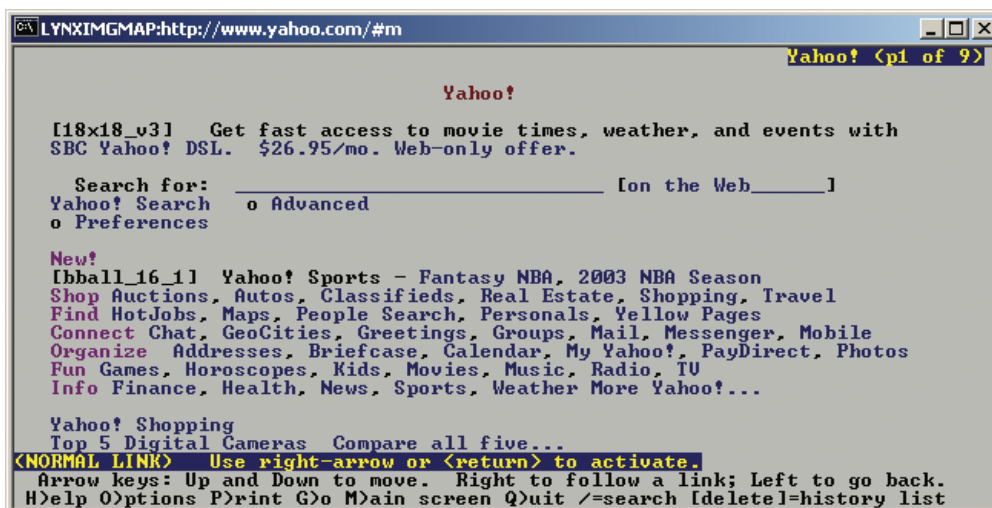 LYNXIMGMAP:http://www.yahoo.com/#m
Yahoo! (p1 of 9)
Yahoo!
[18x18_v3] Get fast access to movie times, weather, and events with
SBC Yahoo! DSL. $26.95/mo. Web-only offer.
Search for: ______________________________ [on the Web______]
Yahoo! Search o Advanced
o Preferences
New!
[bball_16_1] Yahoo! Sports - Fantasy NBA, 2003 NBA Season
Shop Auctions, Autos, Classifieds, Real Estate, Shopping, Travel
Find HotJobs, Maps, People Search, Personals, Yellow Pages
Connect Chat, GeoCities, Greetings, Groups, Mail, Messenger, Mobile
Organize Addresses, Briefcase, Calendar, My Yahoo!, PayDirect, Photos
Fun Games, Horoscopes, Kids, Movies, Music, Radio, TV
Info Finance, Health, News, Sports, Weather More Yahoo!...
Yahoo! Shopping
Top 5 Digital Cameras Compare all five...
(NORMAL LINK) Use right-arrow or <return> to activate.
Arrow keys: Up and Down to move. Right to follow a link; Left to go back.
H)elp O)ptions P)rint G)o M)ain screen Q)uit /=search [delete]=history list